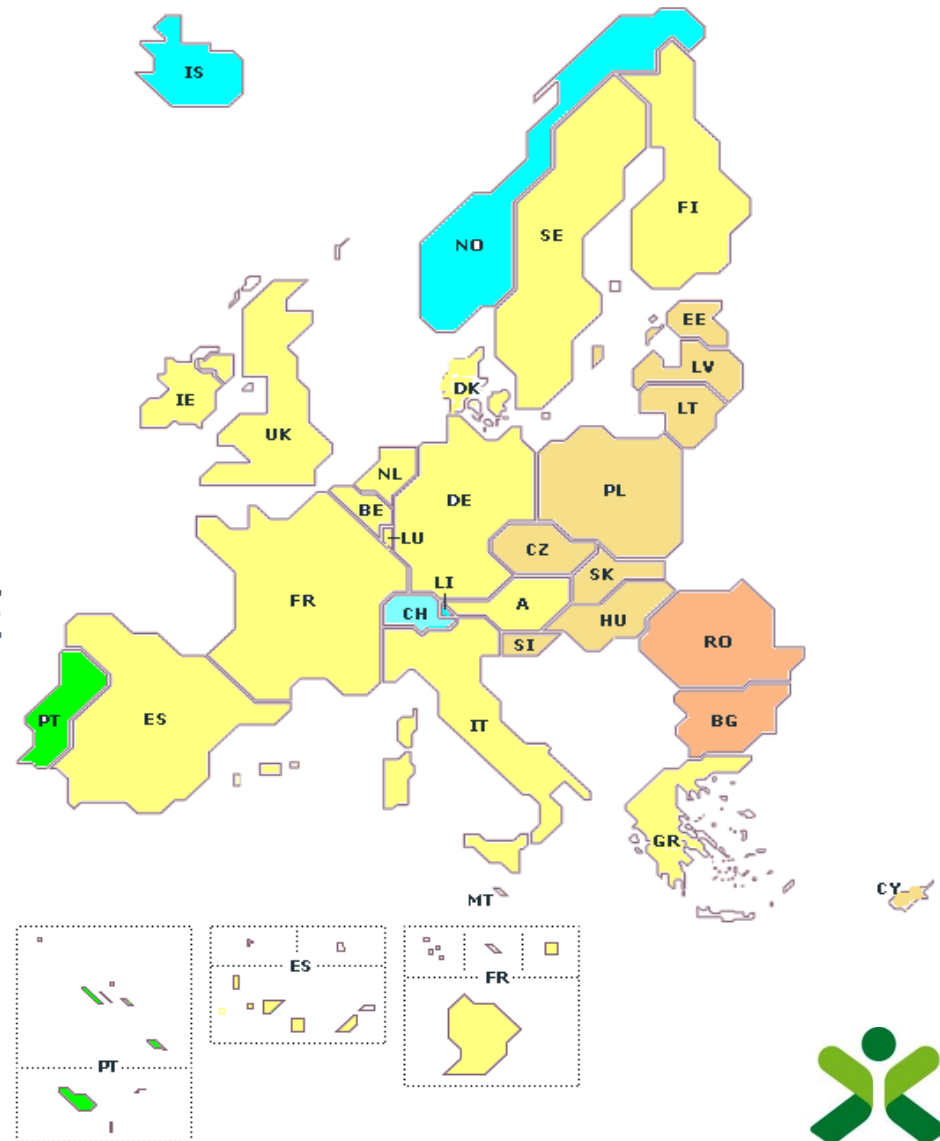 IS
NO
SE
FI
EE
LV
LT
DK
IE
UK
NL
BE
LU
DE
PL
CZ
SK
LI
A
CH
HU
SI
FR
RO
PT
ES
IT
BG
GR
MT
CY
ES
FR
PT